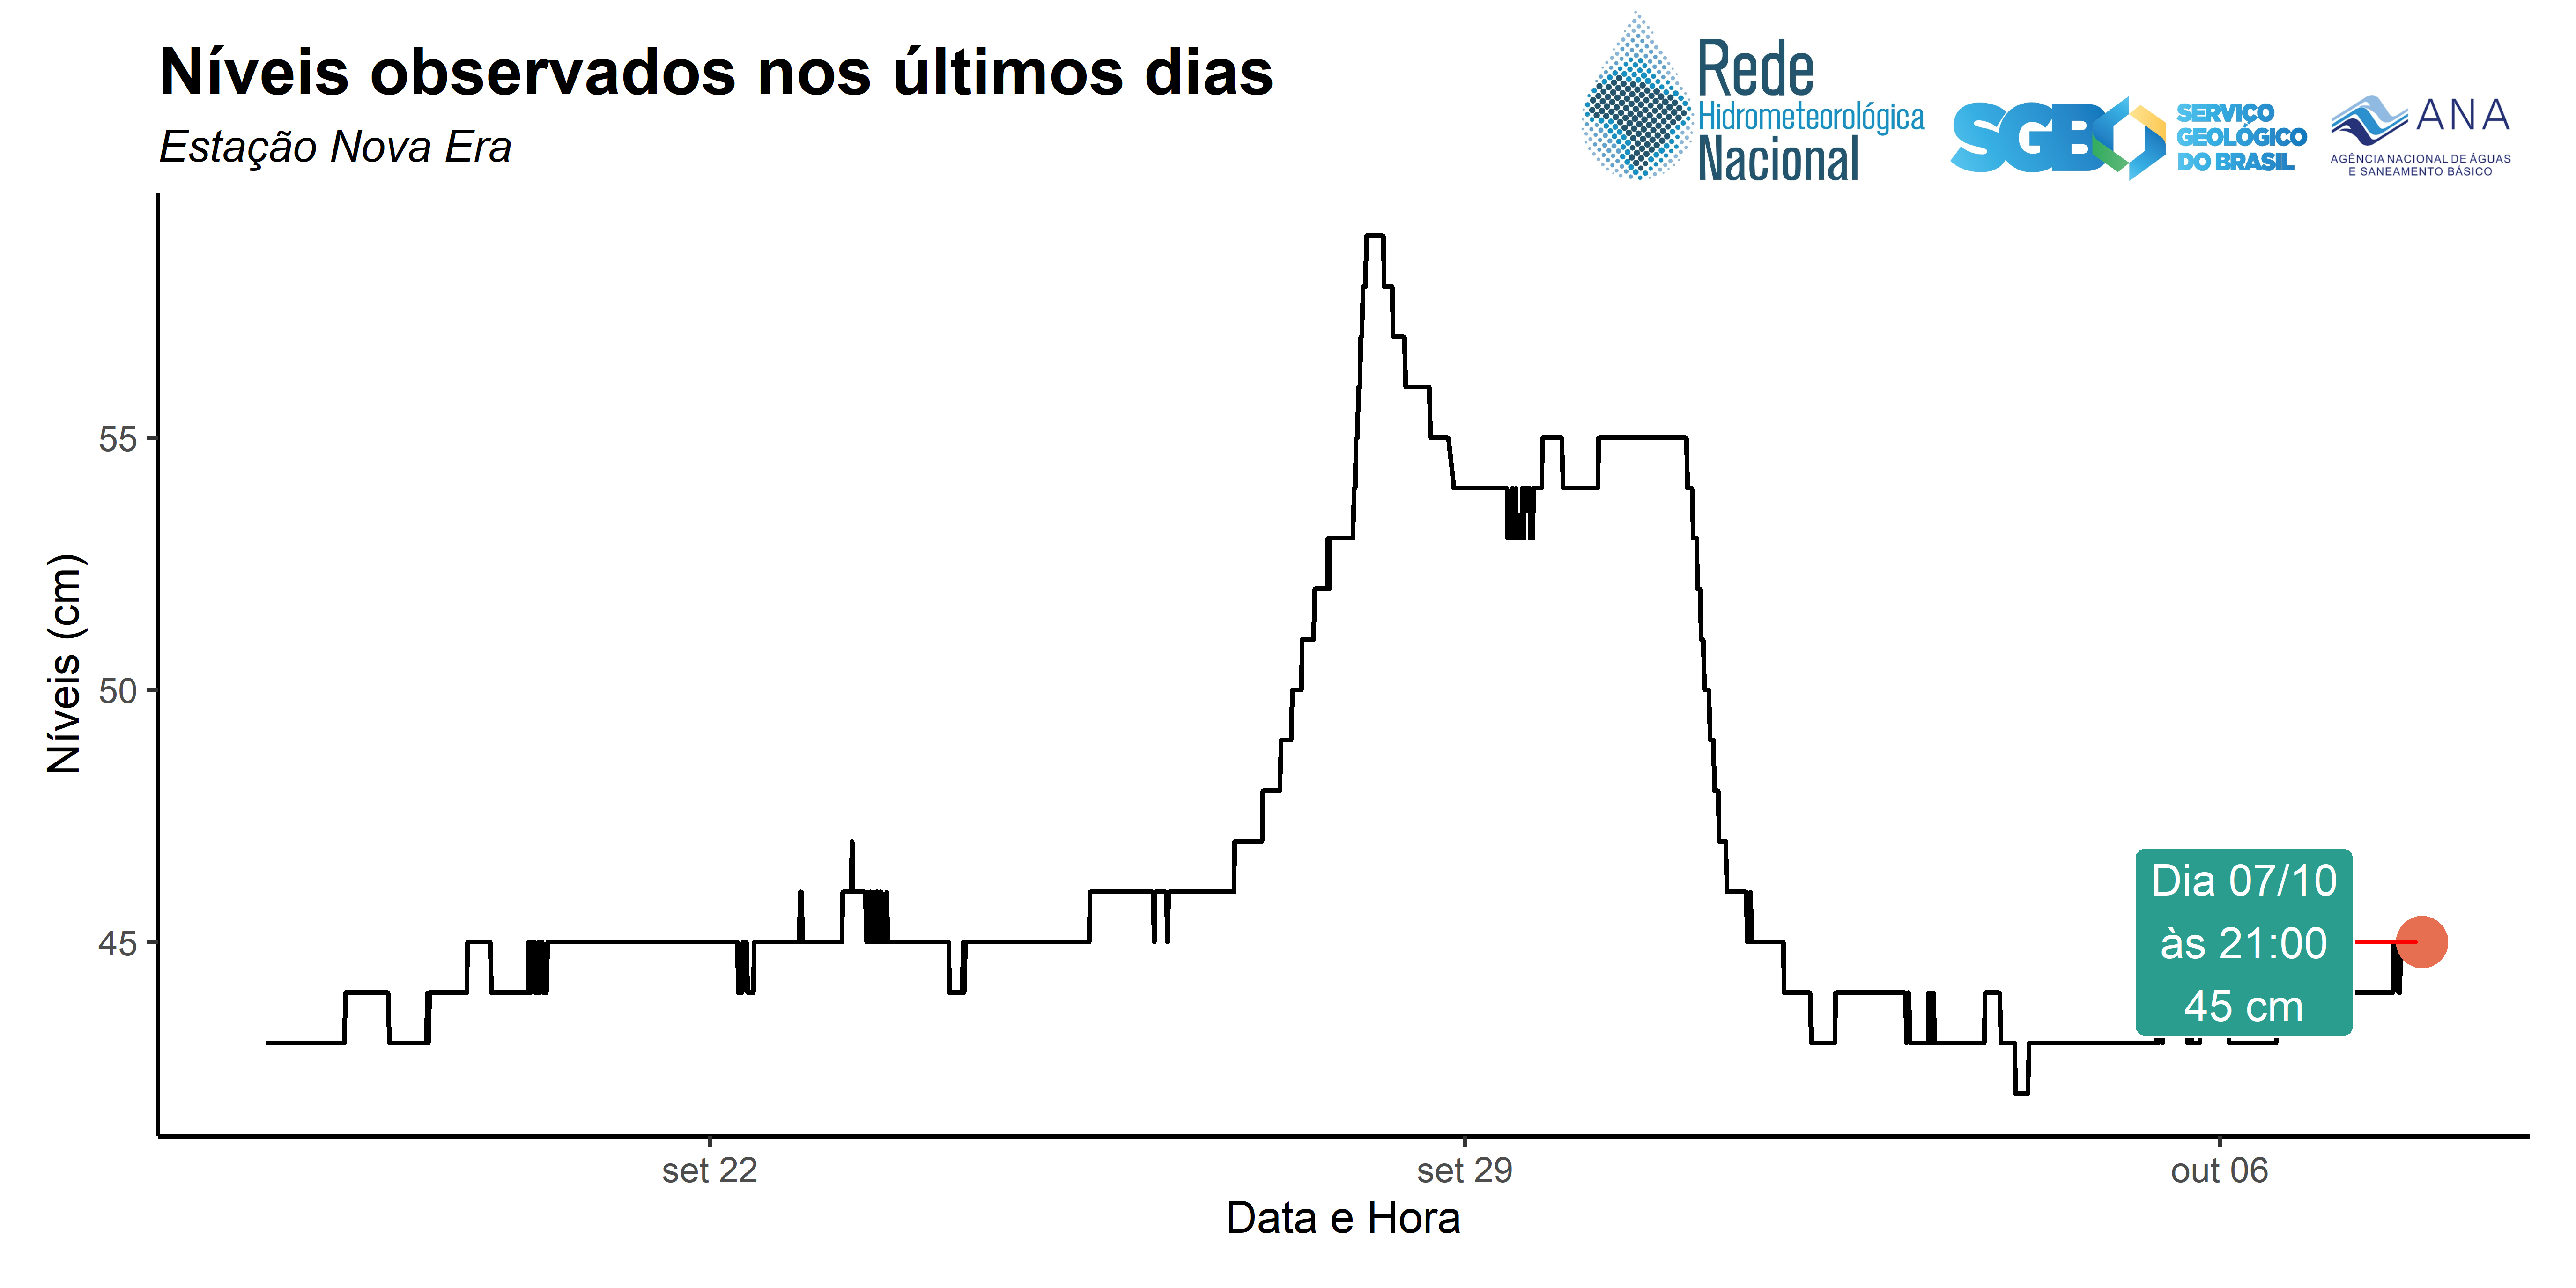 Níveis observados nos últimos dias
Estação Nova Era
Rede
Hidrometeorológica
Nacional
SGB
SERVIÇO
GEOLÓGICO
DO BRASIL
ANA
AGÊNCIA NACIONAL DE ÁGUAS
E SANEAMENTO BÁSICO
Níveis (cm)
55
50
45
Dia 07/10
às 21:00
45 cm
set 22
set 29
out 06
Data e Hora